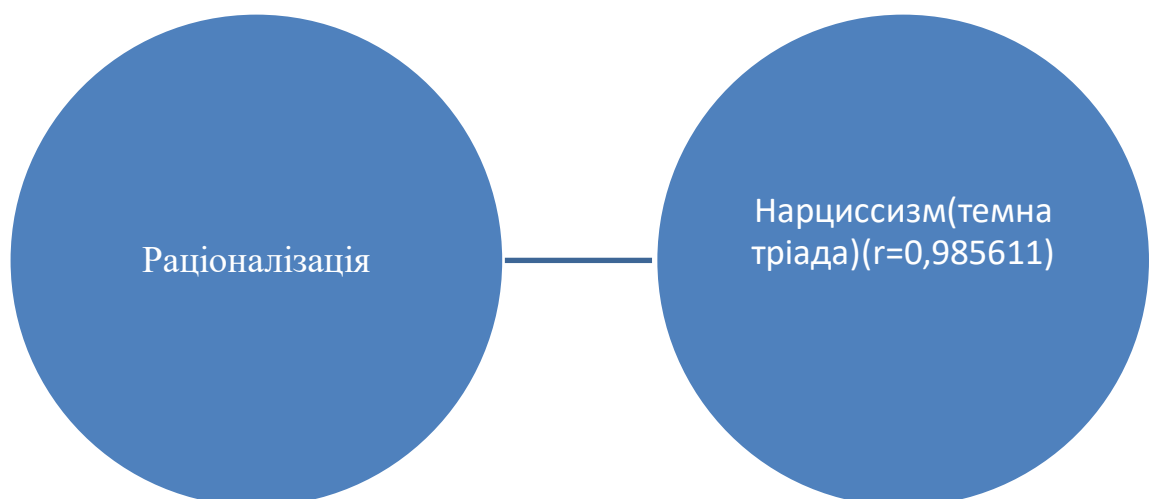 Раціоналізація
Нарциссизм(темна
тріада)(r=0,985611)